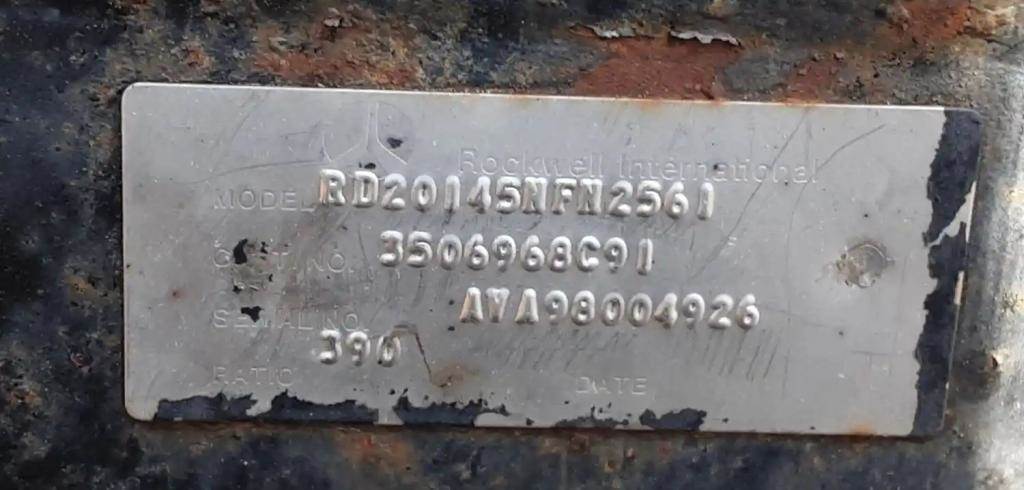 Rockwell International
MODEL RD20145NFN2561
CUST. NO. 3506968C91
SERIAL NO. AVA98004926
390
RATIO DATE